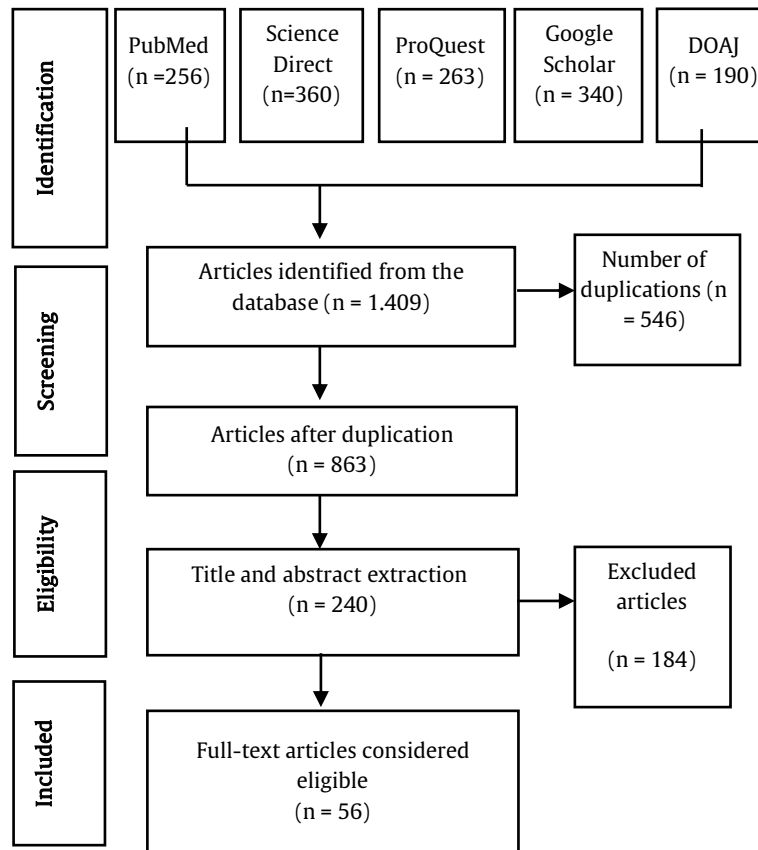 Identification
PubMed
(n =256)
Science
Direct
(n=360)
ProQuest
(n = 263)
Google
Scholar
(n = 340)
DOAJ
(n = 190)
Screening
Articles identified from the
database (n = 1.409)
Number of
duplications (n
= 546)
Articles after duplication
(n = 863)
Eligibility
Title and abstract extraction
(n = 240)
Excluded
articles
(n = 184)
Included
Full-text articles considered
eligible
(n = 56)